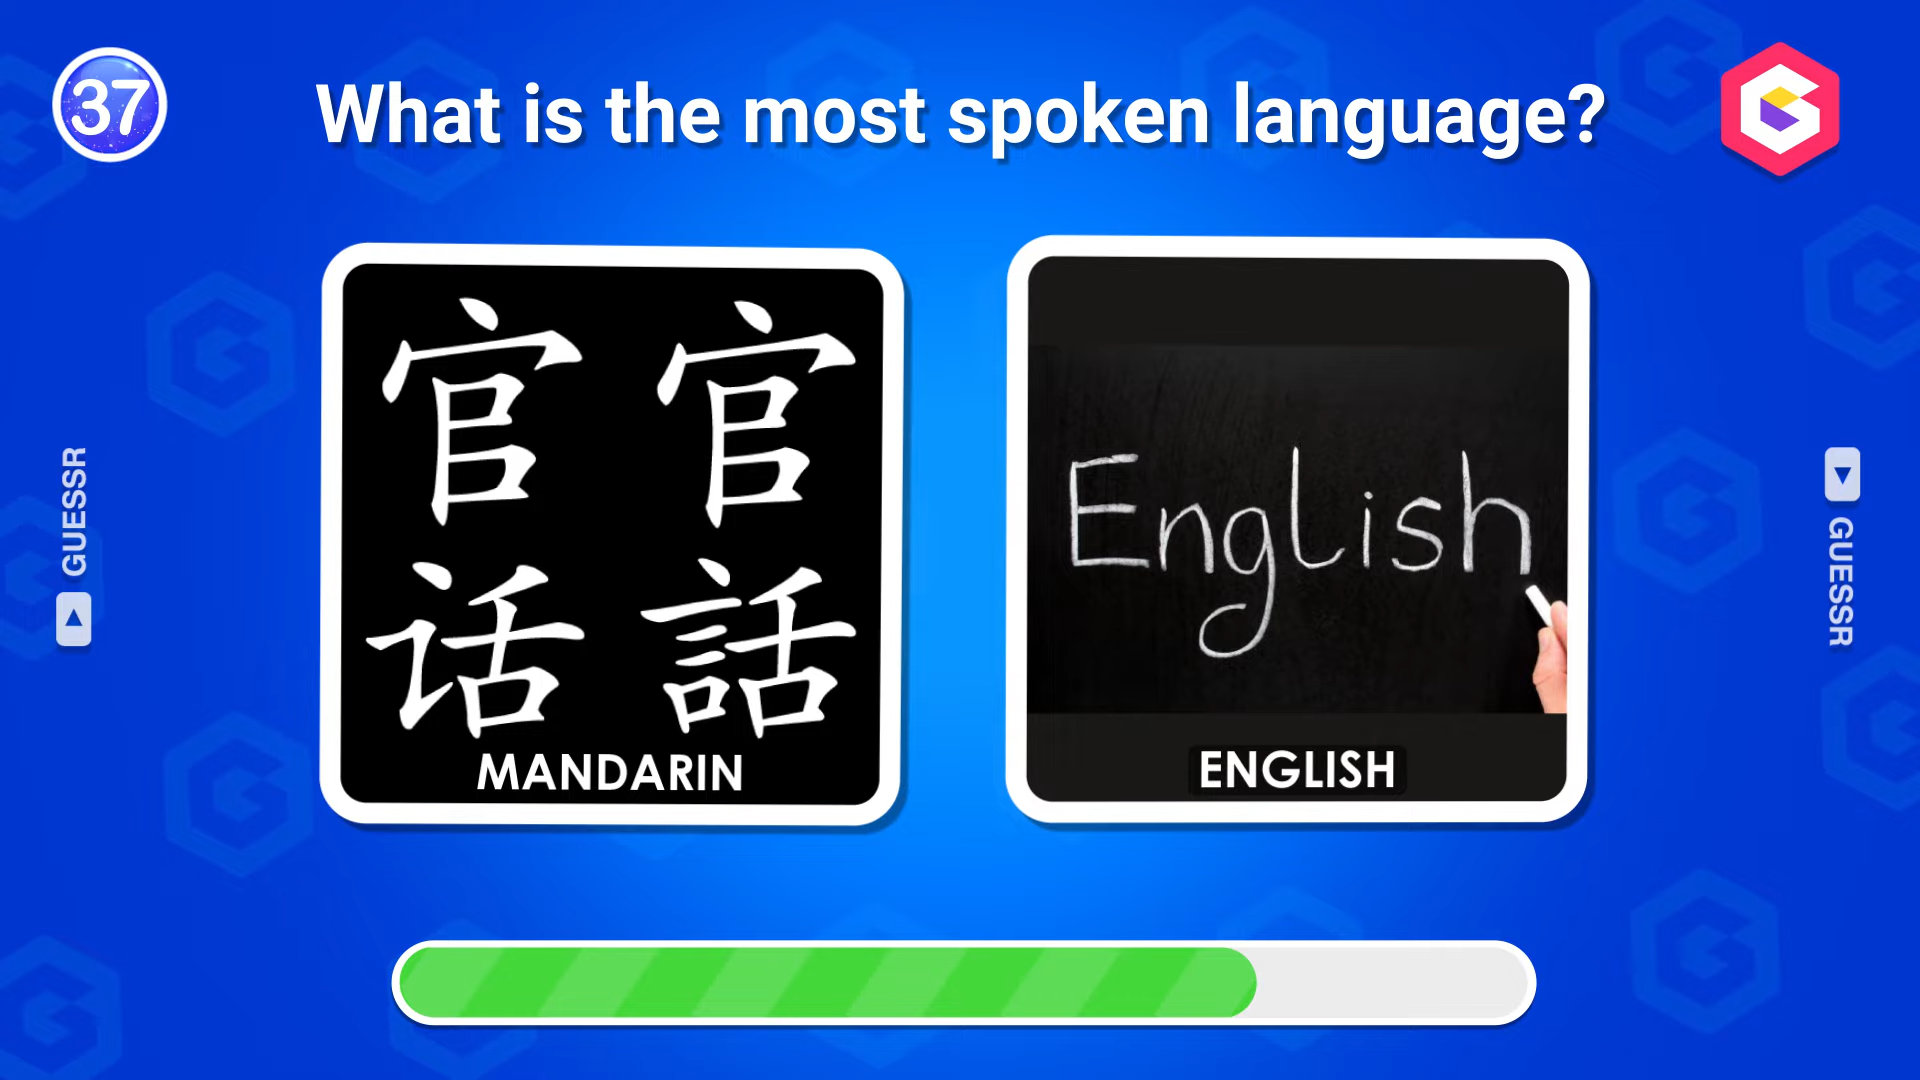 37
What is the most spoken language?
官 官
话 話
MANDARIN
English
ENGLISH
GUESSR
GUESSR